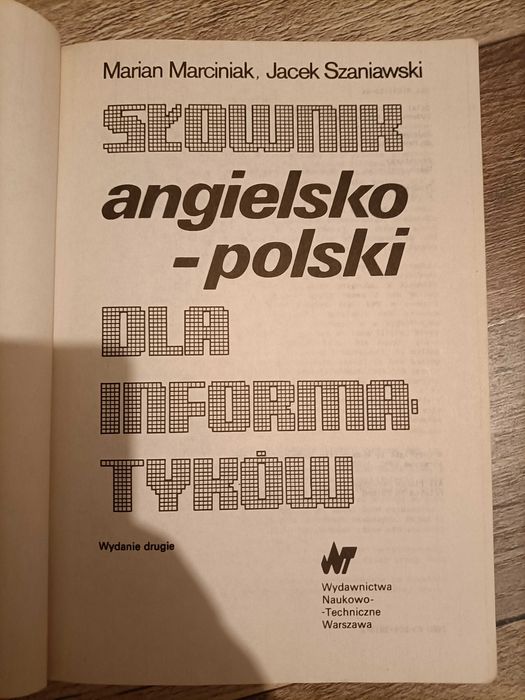 Marian Marciniak, Jacek Szaniawski
SŁOWNIK
angielsko
-polski
DLA
INFORMA-
TYKÓW
Wydanie drugie
WNT
Wydawnictwa
Naukowo-
-Techniczne
Warszawa